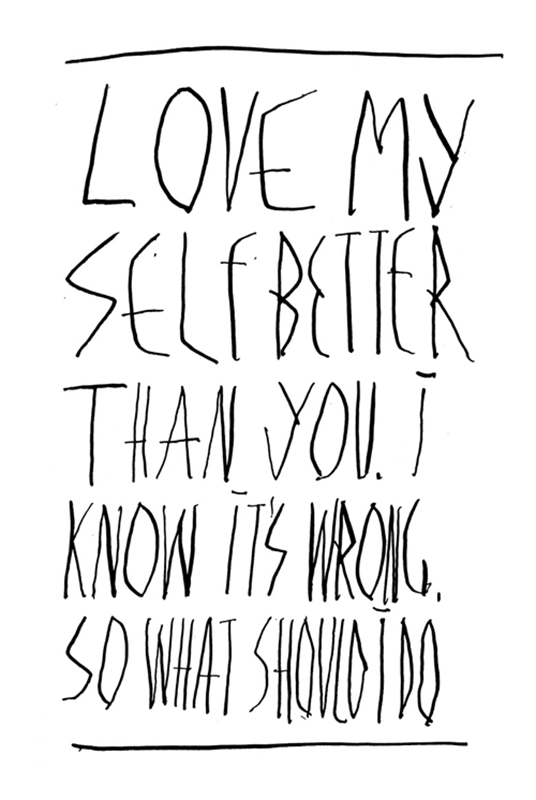 LOVE MY
SELF BETTER
THAN YOU. I
KNOW IT'S WRONG.
SO WHAT SHOULD I DO